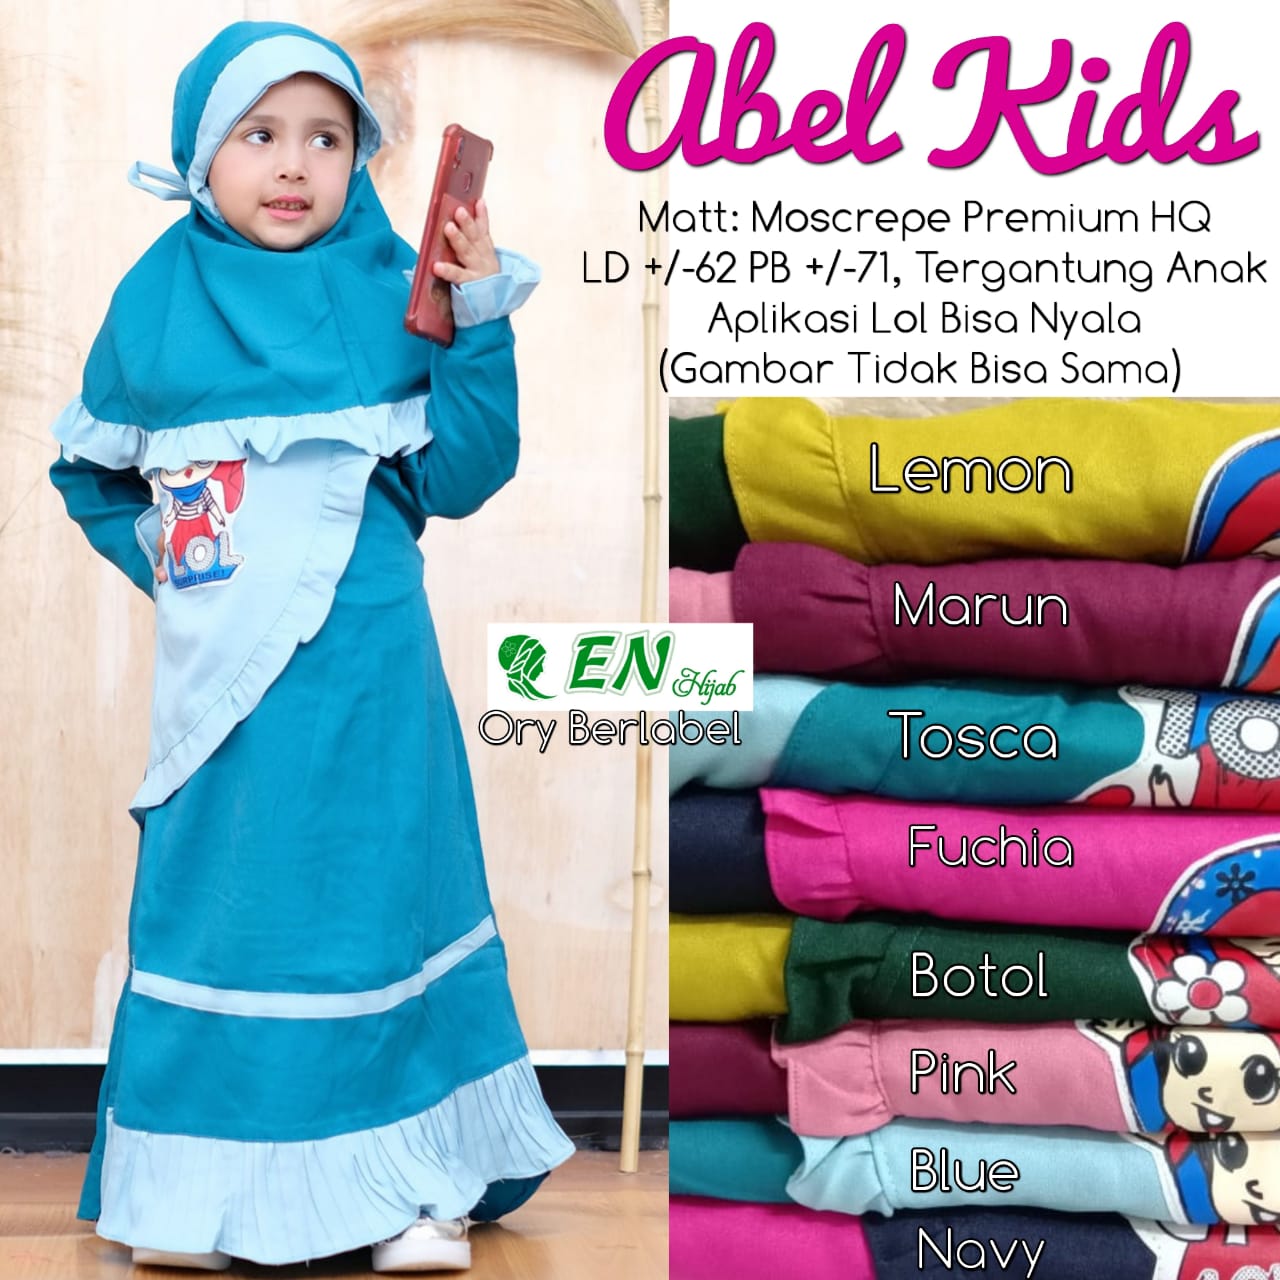 Abel Kids
Matt: Moscrepe Premium HQ
LD +/-62 PB +/-71, Tergantung Anak
Aplikasi Lol Bisa Nyala
(Gambar Tidak Bisa Sama)
LOL
SURPRISE!
EN Hijab
Ory Berlabel
Lemon
Marun
Tosca
Fuchia
Botol
Pink
Blue
Navy